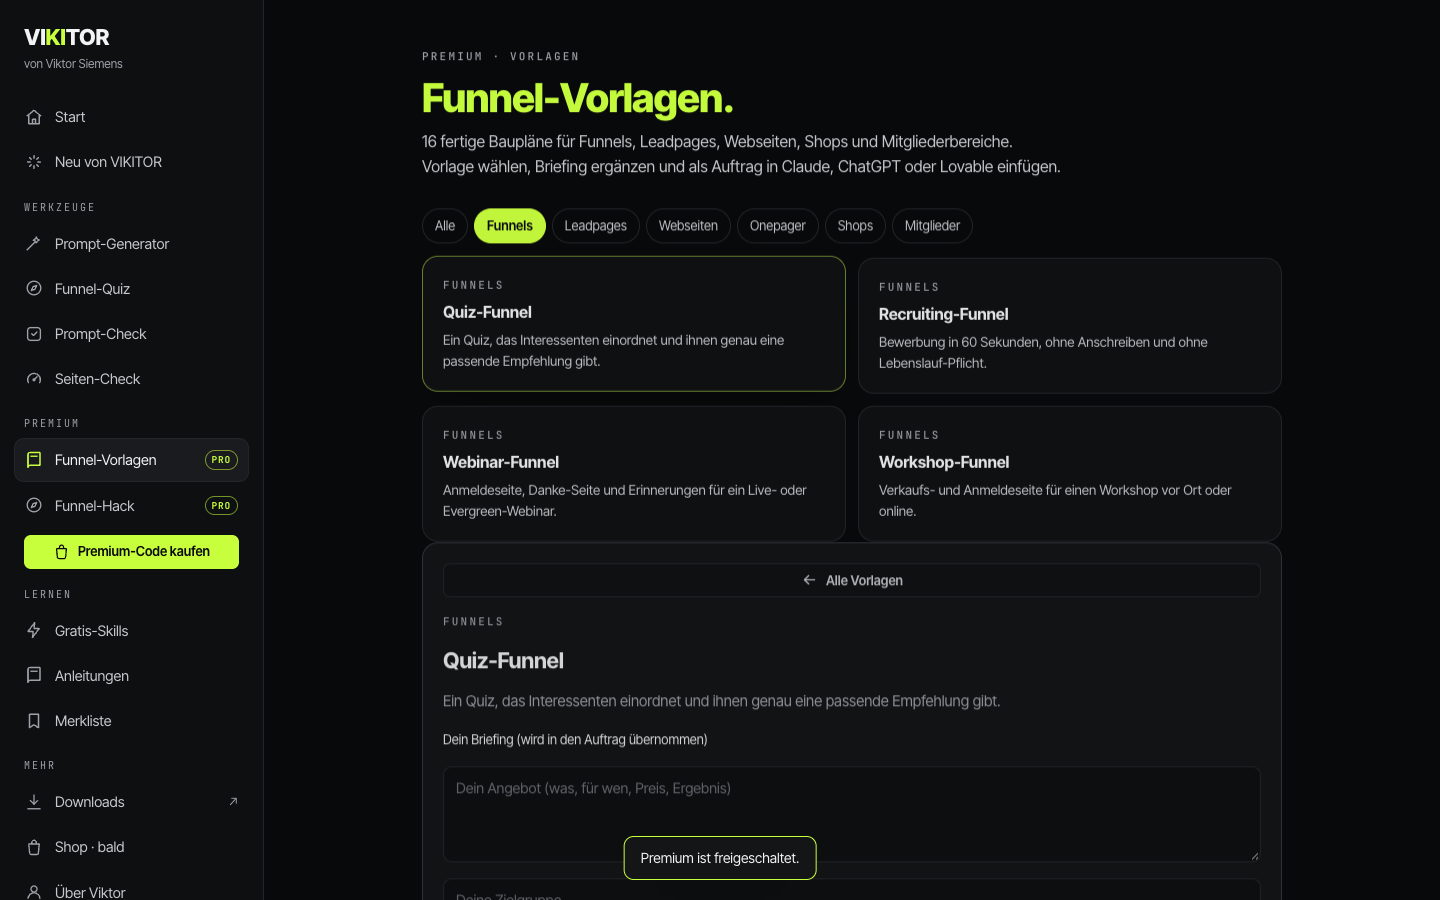 VIKITOR
von Viktor Siemens
Start
Neu von VIKITOR
WERKZEUGE
Prompt-Generator
Funnel-Quiz
Prompt-Check
Seiten-Check
PREMIUM
Funnel-Vorlagen PRO
Funnel-Hack PRO
Premium-Code kaufen
LERNEN
Gratis-Skills
Anleitungen
Merkliste
MEHR
Downloads
Shop · bald
Über Viktor
PREMIUM · VORLAGEN
Funnel-Vorlagen.
16 fertige Baupläne für Funnels, Leadpages, Webseiten, Shops und Mitgliederbereiche.
Vorlage wählen, Briefing ergänzen und als Auftrag in Claude, ChatGPT oder Lovable einfügen.
Alle Funnels Leadpages Webseiten Onepager Shops Mitglieder
FUNNELS
Quiz-Funnel
Ein Quiz, das Interessenten einordnet und ihnen genau eine
passende Empfehlung gibt.
FUNNELS
Recruiting-Funnel
Bewerbung in 60 Sekunden, ohne Anschreiben und ohne
Lebenslauf-Pflicht.
FUNNELS
Webinar-Funnel
Anmeldeseite, Danke-Seite und Erinnerungen für ein Live- oder
Evergreen-Webinar.
FUNNELS
Workshop-Funnel
Verkaufs- und Anmeldeseite für einen Workshop vor Ort oder
online.
← Alle Vorlagen
FUNNELS
Quiz-Funnel
Ein Quiz, das Interessenten einordnet und ihnen genau eine passende Empfehlung gibt.
Dein Briefing (wird in den Auftrag übernommen)
Dein Angebot (was, für wen, Preis, Ergebnis)
Premium ist freigeschaltet.
Deine Zielgruppe